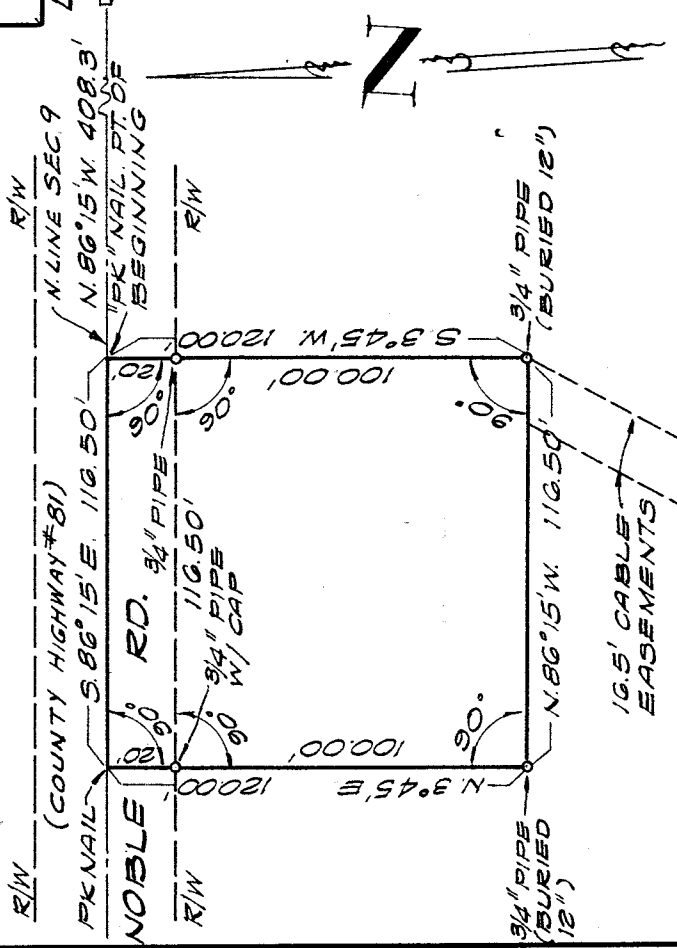 R/W
R/W
N. LINE SEC. 9
(COUNTY HIGHWAY #81)
PK NAIL
S. 86° 15' E. 116.50'
N. 86° 15' W. 408.3'
"PK" NAIL PT. OF
BEGINNING
20'
90°
90°
20'
NOBLE RD.
3/4" PIPE
R/W
R/W
116.50'
3/4" PIPE
W/ CAP
90°
90°
120.00'
N. 3° 45' E
100.00'
100.00'
S. 3° 45' W. 120.00'
90°
90°
3/4" PIPE
(BURIED
12")
N. 86° 15' W. 116.50'
3/4" PIPE
(BURIED 12")
16.5' CABLE
EASEMENTS
N